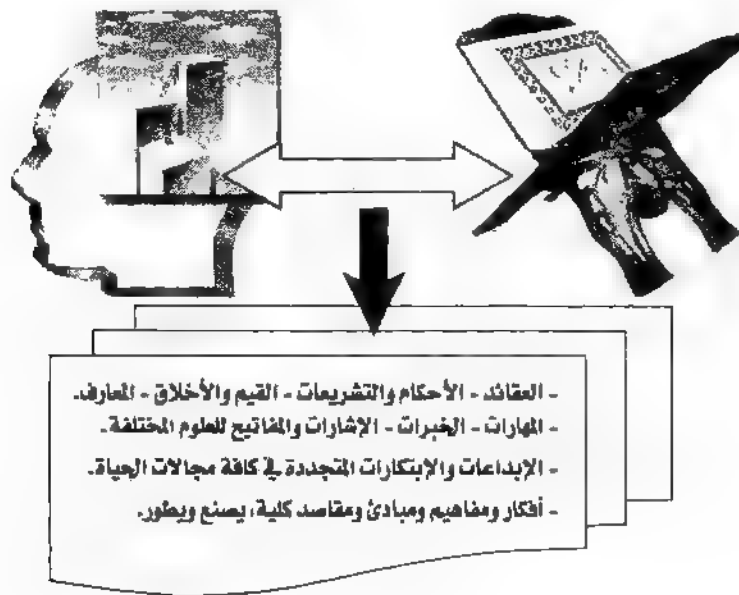 - العقائد - الأحكام والتشريعات - القيم والأخلاق - المعارف.
- المهارات - الخبرات - الإشارات والمفاتيح للعلوم المختلفة.
- الإبداعات والابتكارات المتجددة في كافة مجالات الحياة.
- أفكار ومفاهيم ومبادئ ومقاصد كلية، يصنع ويطور.